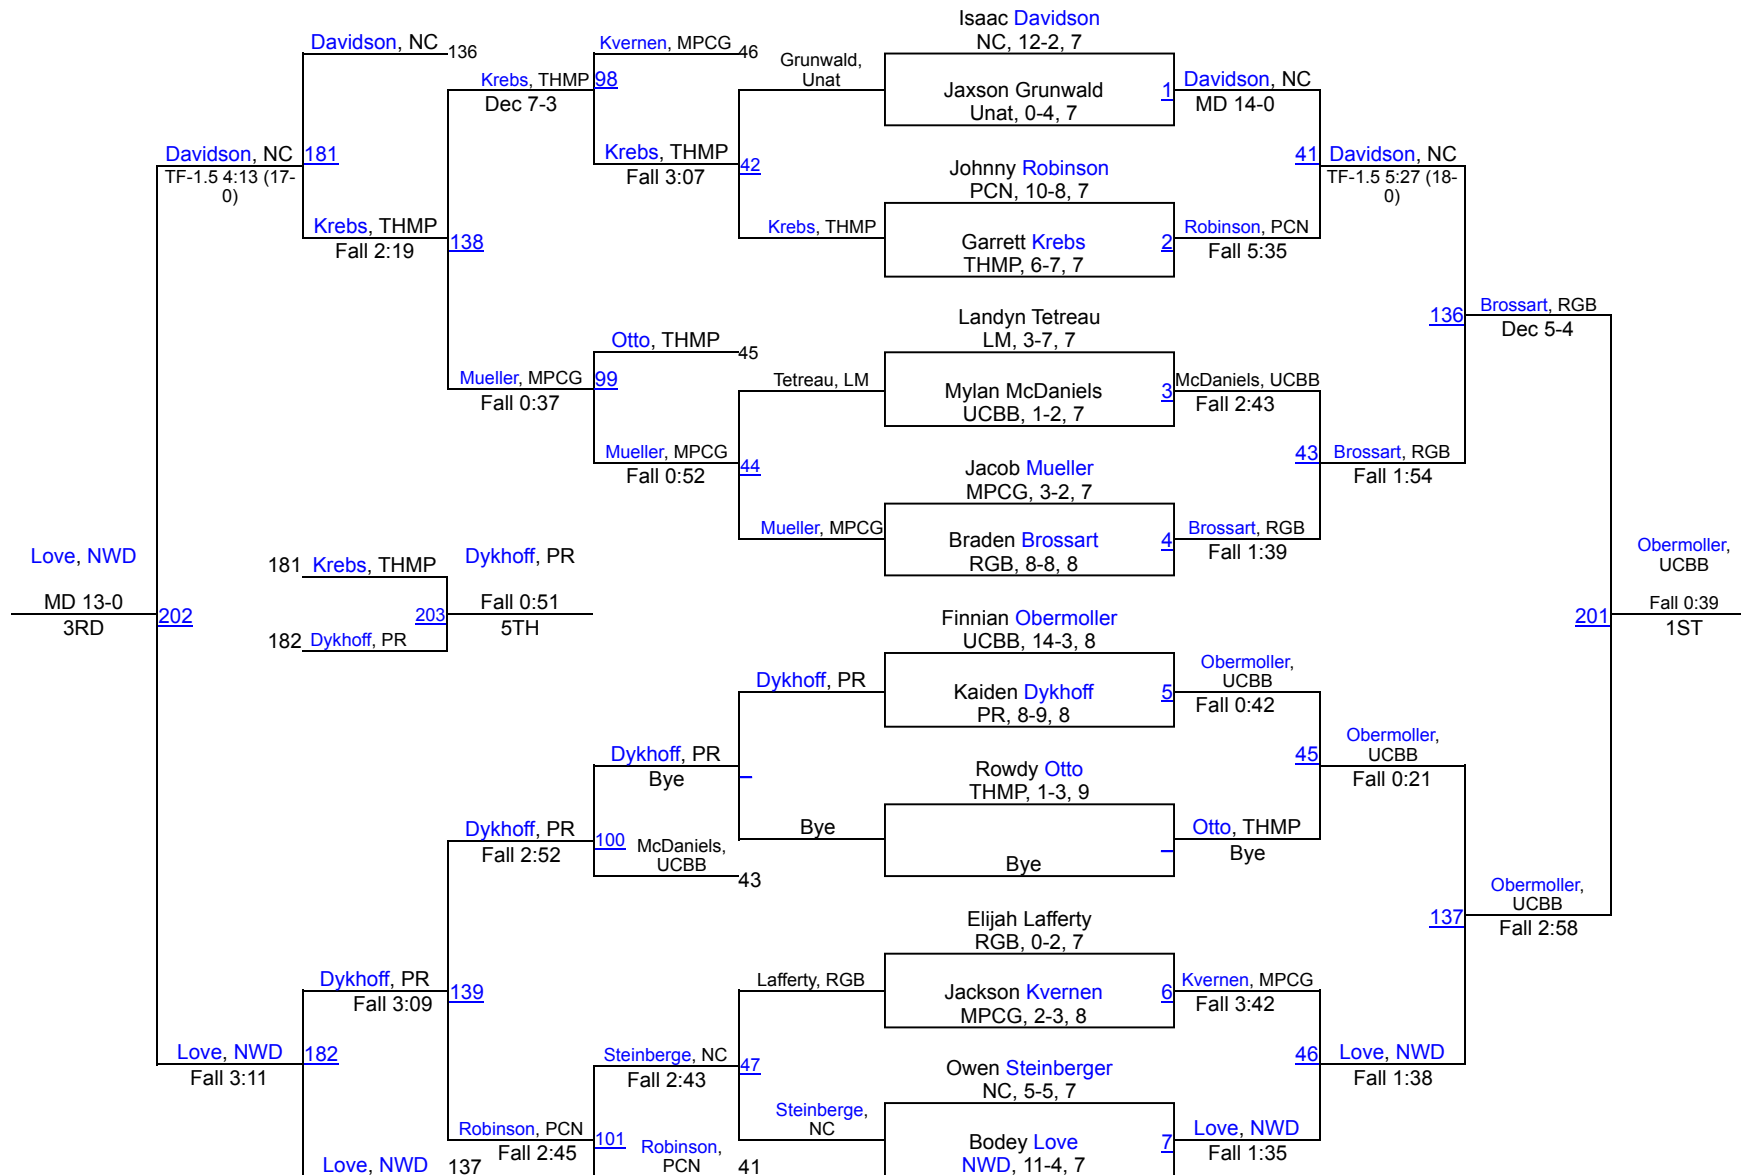 Davidson, NC
136
Kvernen, MPCG
46
Krebs, THMP
98
Dec 7-3
Grunwald,
Unat
Isaac Davidson
NC, 12-2, 7
Jaxson Grunwald
Unat, 0-4, 7
1
Davidson, NC
MD 14-0
Davidson, NC
181
TF-1.5 4:13 (17-
0)
Krebs, THMP
42
Fall 3:07
Johnny Robinson
PCN, 10-8, 7
41
Davidson, NC
TF-1.5 5:27 (18-
0)
Krebs, THMP
138
Fall 2:19
Krebs, THMP
Garrett Krebs
THMP, 6-7, 7
2
Robinson, PCN
Fall 5:35
Otto, THMP
45
Mueller, MPCG
99
Fall 0:37
Tetreau, LM
Landyn Tetreau
LM, 3-7, 7
Mylan McDaniels
UCBB, 1-2, 7
3
McDaniels, UCBB
Fall 2:43
136
Brossart, RGB
Dec 5-4
Mueller, MPCG
44
Fall 0:52
Jacob Mueller
MPCG, 3-2, 7
43
Brossart, RGB
Fall 1:54
Mueller, MPCG
Braden Brossart
RGB, 8-8, 8
4
Brossart, RGB
Fall 1:39
Love, NWD
MD 13-0
3RD
202
181
Krebs, THMP
182
Dykhoff, PR
203
Dykhoff, PR
Fall 0:51
5TH
201
Obermoller,
UCBB
Fall 0:39
1ST
Finnian Obermoller
UCBB, 14-3, 8
Dykhoff, PR
Kaiden Dykhoff
PR, 8-9, 8
5
Obermoller,
UCBB
Fall 0:42
Dykhoff, PR
Bye
Rowdy Otto
THMP, 1-3, 9
45
Obermoller,
UCBB
Fall 0:21
Dykhoff, PR
100
Fall 2:52
McDaniels,
UCBB
43
Bye
Bye
Otto, THMP
Bye
137
Obermoller,
UCBB
Fall 2:58
Elijah Lafferty
RGB, 0-2, 7
Dykhoff, PR
139
Fall 3:09
Lafferty, RGB
Jackson Kvernen
MPCG, 2-3, 8
6
Kvernen, MPCG
Fall 3:42
Love, NWD
182
Fall 3:11
Steinberge, NC
47
Fall 2:43
Owen Steinberger
NC, 5-5, 7
46
Love, NWD
Fall 1:38
Robinson, PCN
101
Fall 2:45
Steinberge,
NC
Bodey Love
NWD, 11-4, 7
7
Love, NWD
Fall 1:35
Love, NWD
137
Robinson,
PCN
41